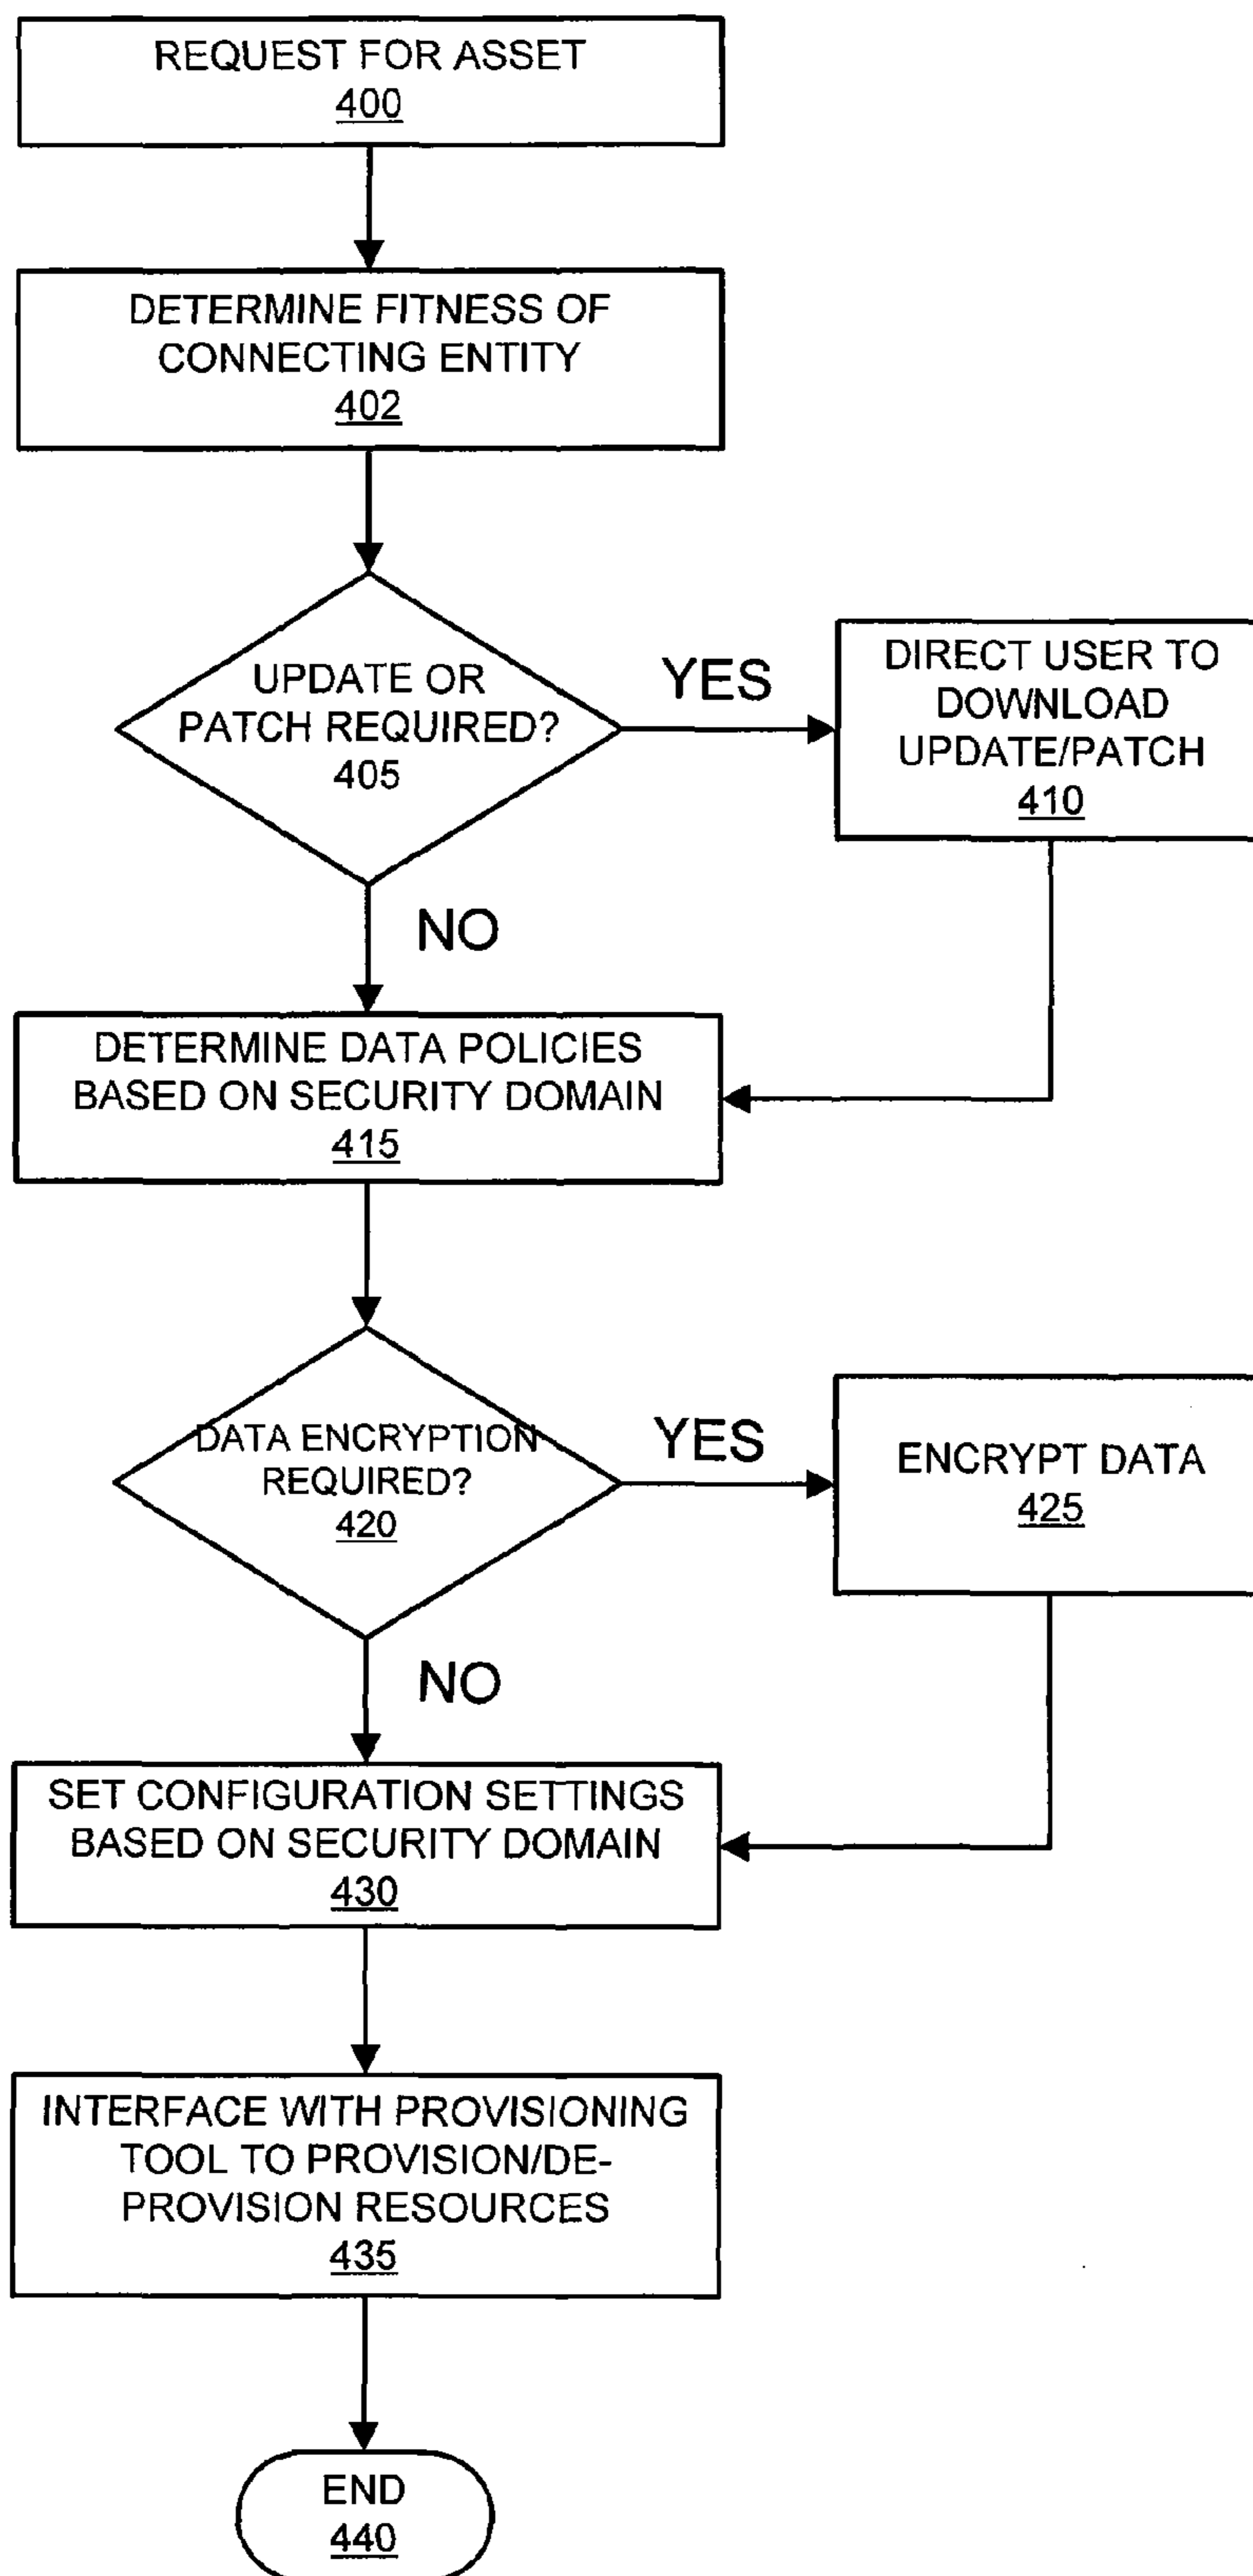 REQUEST FOR ASSET
400
DETERMINE FITNESS OF
CONNECTING ENTITY
402
UPDATE OR
PATCH REQUIRED?
405
YES
DIRECT USER TO
DOWNLOAD
UPDATE/PATCH
410
NO
DETERMINE DATA POLICIES
BASED ON SECURITY DOMAIN
415
DATA ENCRYPTION
REQUIRED?
420
YES
ENCRYPT DATA
425
NO
SET CONFIGURATION SETTINGS
BASED ON SECURITY DOMAIN
430
INTERFACE WITH PROVISIONING
TOOL TO PROVISION/DE-
PROVISION RESOURCES
435
END
440